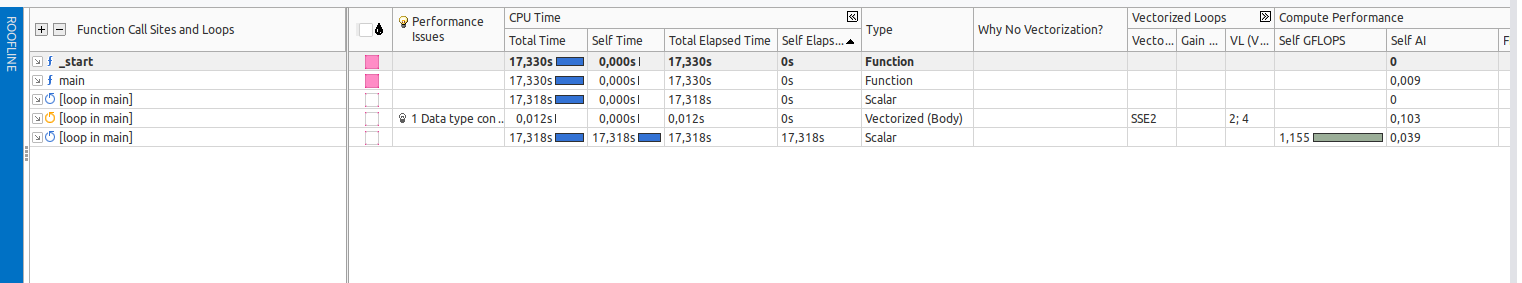 ROOFLINE
Function Call Sites and Loops
Performance Issues
CPU Time
Total Time Self Time Total Elapsed Time Self Elaps...
Type
Why No Vectorization?
Vectorized Loops
Vecto... Gain ... VL (V...
Compute Performance
Self GFLOPS Self AI F
_start 17,330s 0,000s 17,330s 0s Function 0
main 17,330s 0,000s 17,330s 0s Function 0,009
[loop in main] 17,318s 0,000s 17,318s 0s Scalar 0
[loop in main] 1 Data type con ... 0,012s 0,000s 0,012s 0s Vectorized (Body) SSE2 2; 4 0,103
[loop in main] 17,318s 17,318s 17,318s 17,318s Scalar 1,155 0,039